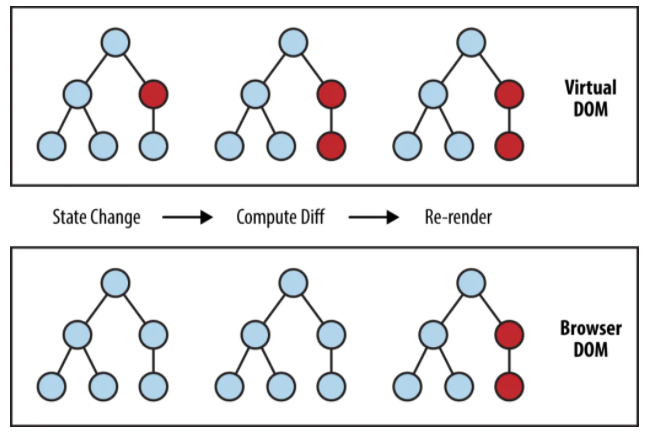 Virtual
DOM
State Change
Compute Diff
Re-render
Browser
DOM